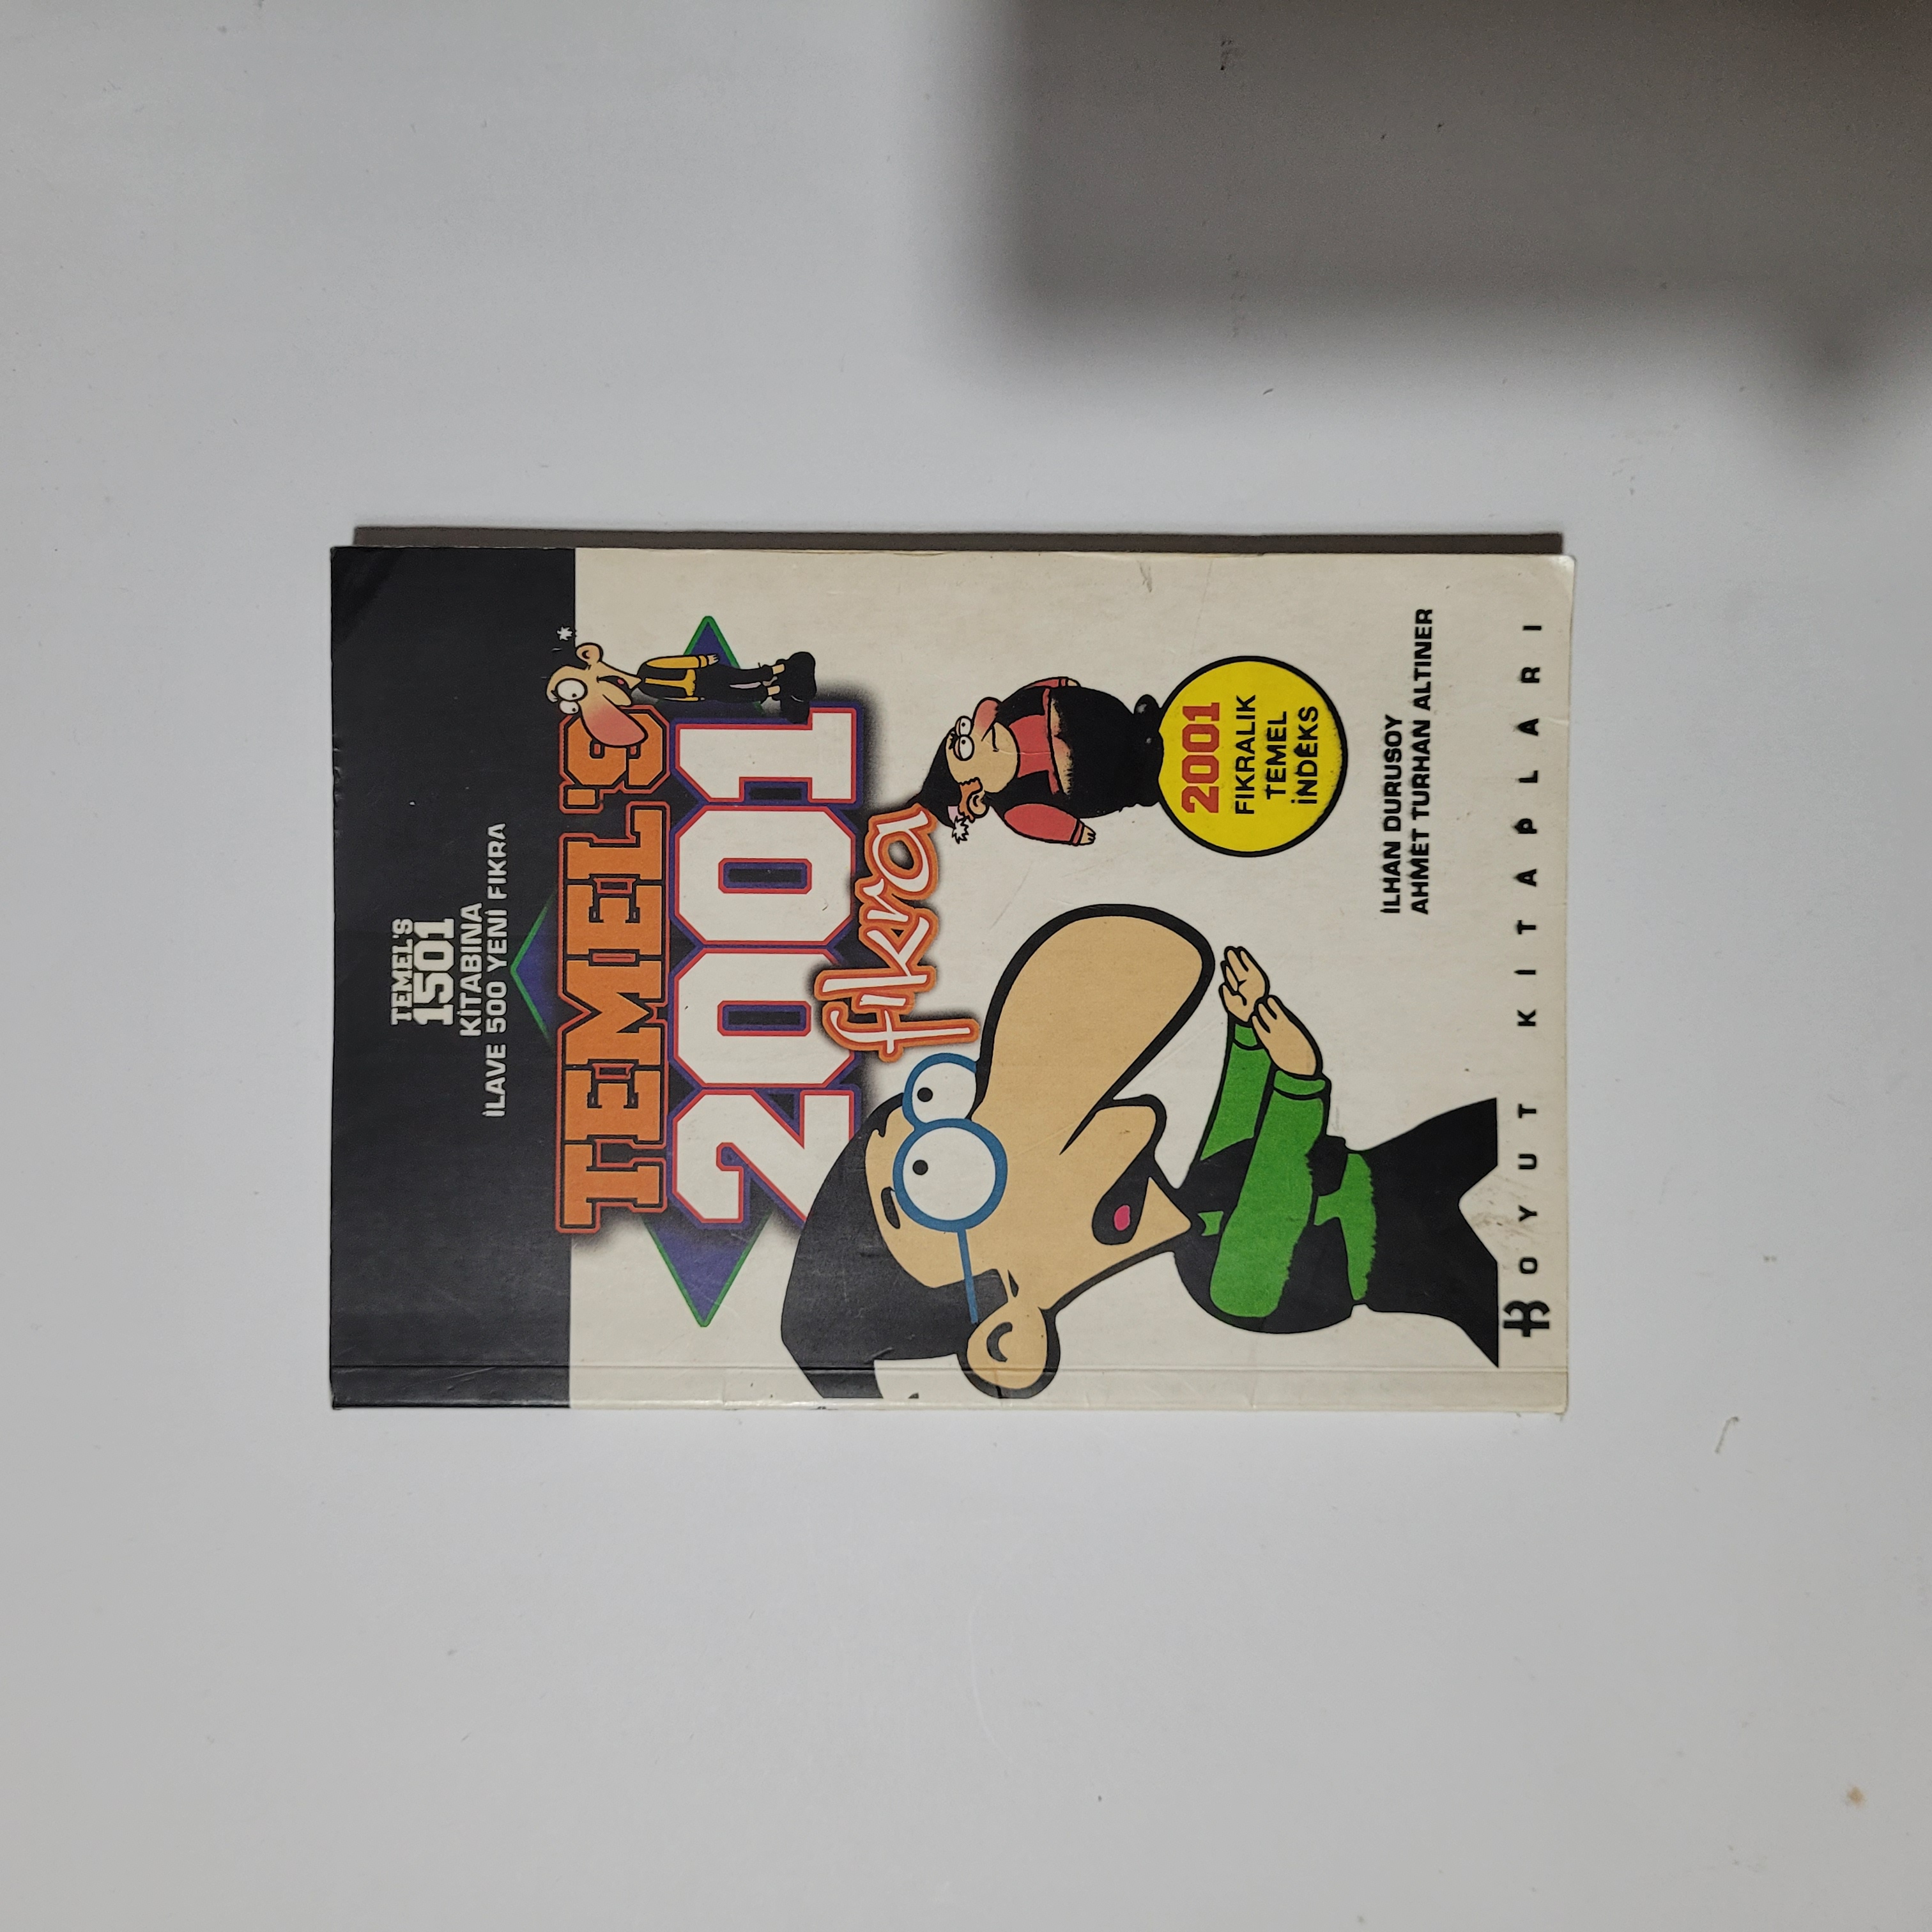 TEMEL'S
1501
KİTABINA
İLAVE 500 YENİ FIKRA
TEMEL'S
2001
fıkra
2001
FIKRALIK
TEMEL
İNDEKS
İLHAN DURUSOY
AHMET TURHAN ALTINER
BOYUT KİTAPLARI